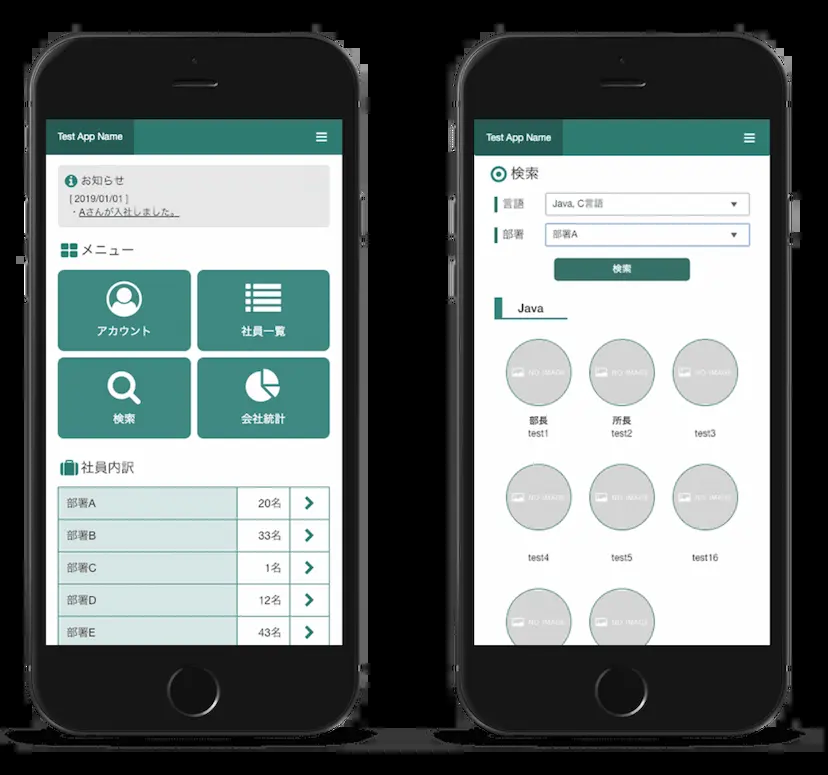 Test App Name
お知らせ
[ 2019/01/01 ]
・Aさんが入社しました。
メニュー
アカウント
社員一覧
検索
会社統計
社員内訳
部署A 20名
部署B 33名
部署C 1名
部署D 12名
部署E 43名
Test App Name
検索
言語 Java, C言語
部署 部署A
検索
Java
NO IMAGE NO IMAGE NO IMAGE
部長 所長
test1 test2 test3
NO IMAGE NO IMAGE NO IMAGE
test4 test5 test16
NO IMAGE NO IMAGE